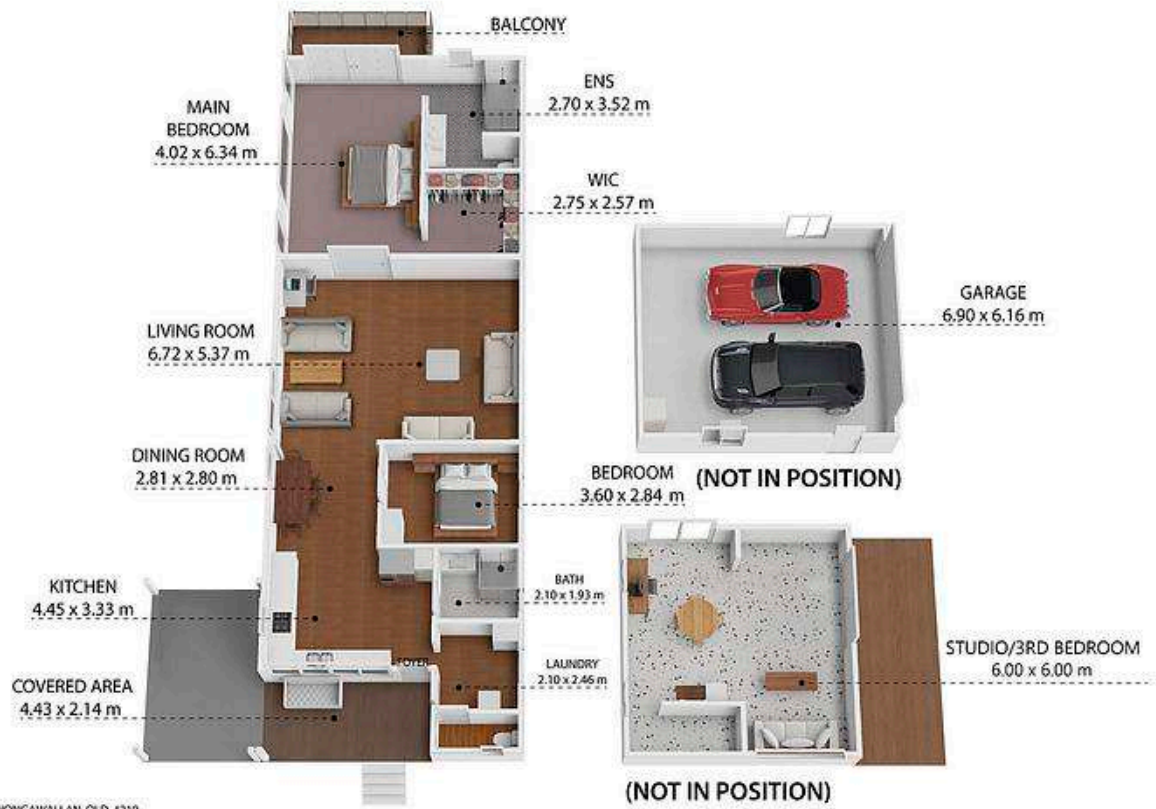 BALCONY
ENS
2.70 x 3.52 m
MAIN
BEDROOM
4.02 x 6.34 m
WIC
2.75 x 2.57 m
GARAGE
6.90 x 6.16 m
LIVING ROOM
6.72 x 5.37 m
DINING ROOM
2.81 x 2.80 m
BEDROOM
3.60 x 2.84 m
(NOT IN POSITION)
KITCHEN
4.45 x 3.33 m
BATH
2.10 x 1.93 m
STUDIO/3RD BEDROOM
6.00 x 6.00 m
FOYER
LAUNDRY
2.10 x 2.46 m
COVERED AREA
4.43 x 2.14 m
(NOT IN POSITION)